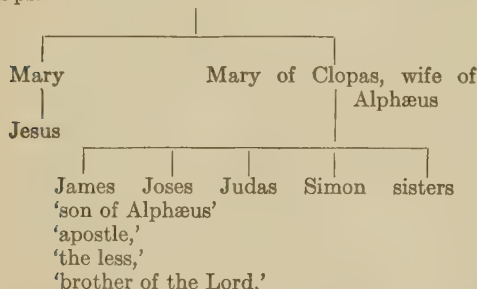 Mary Mary of Clopas, wife of
Alphæus
Jesus
James Joses Judas Simon sisters
'son of Alphæus'
'apostle,'
'the less,'
'brother of the Lord.'